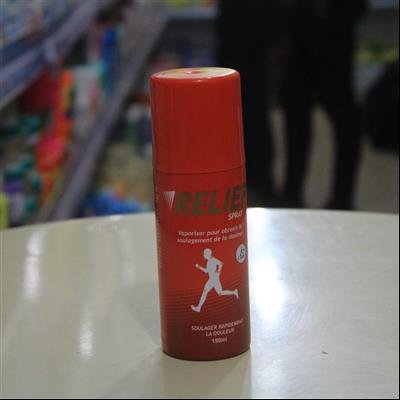 RELIEF
SPRAY
Vaporiser pour obtenir le
soulagement de la douleur
SOULAGER RAPIDEMENT
LA DOULEUR
150ml